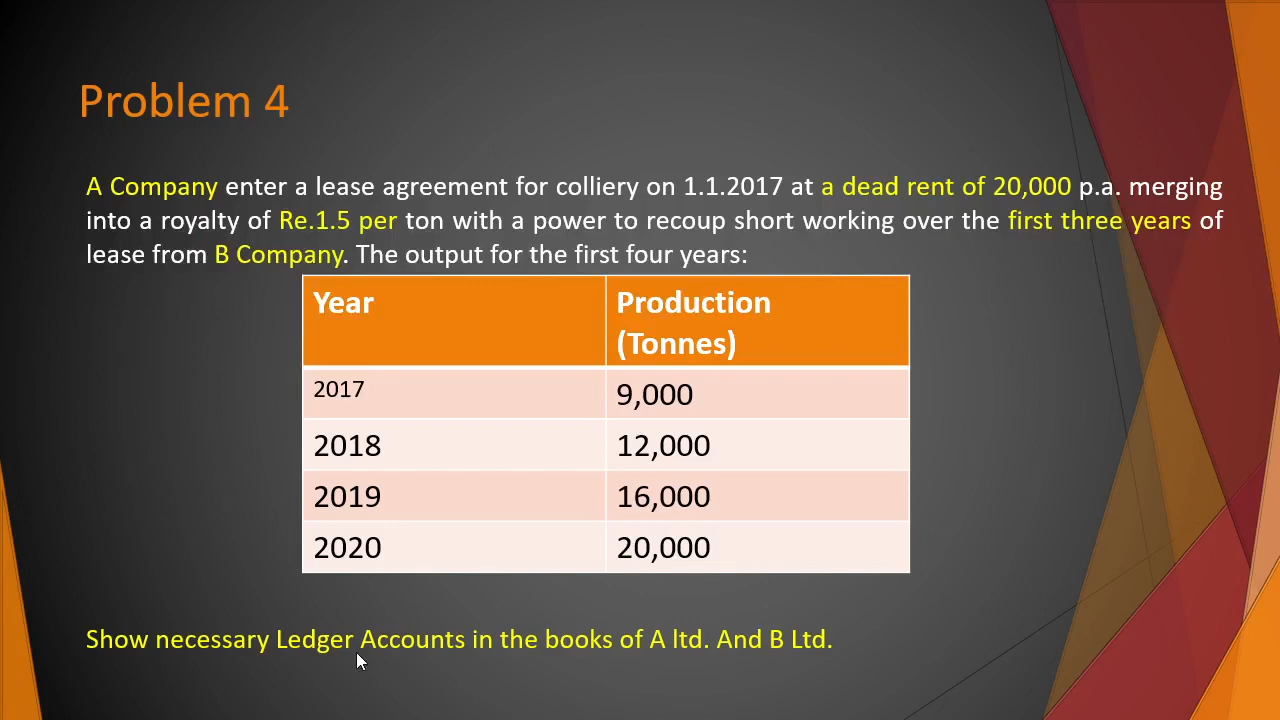 Problem 4
A Company enter a lease agreement for colliery on 1.1.2017 at a dead rent of 20,000 p.a. merging
into a royalty of Re.1.5 per ton with a power to recoup short working over the first three years of
lease from B Company. The output for the first four years:
Year Production
(Tonnes)
2017 9,000
2018 12,000
2019 16,000
2020 20,000
Show necessary Ledger Accounts in the books of A ltd. And B Ltd.